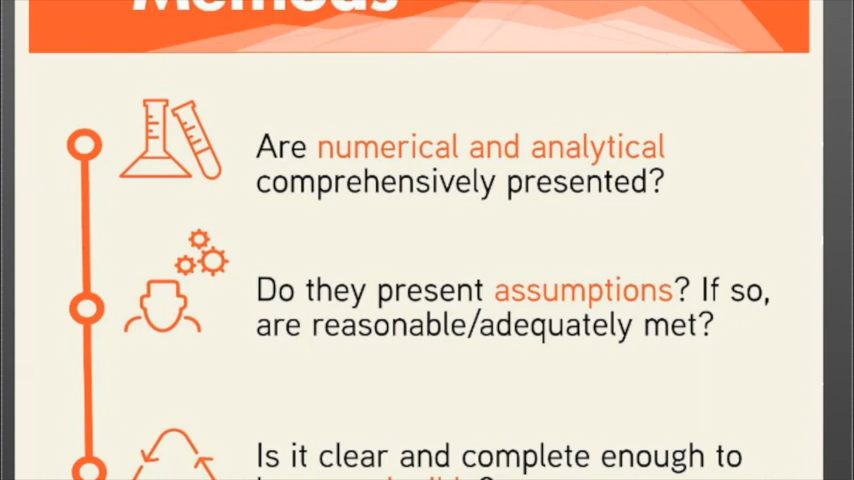 Methods
Are numerical and analytical
comprehensively presented?
Do they present assumptions? If so,
are reasonable/adequately met?
Is it clear and complete enough to